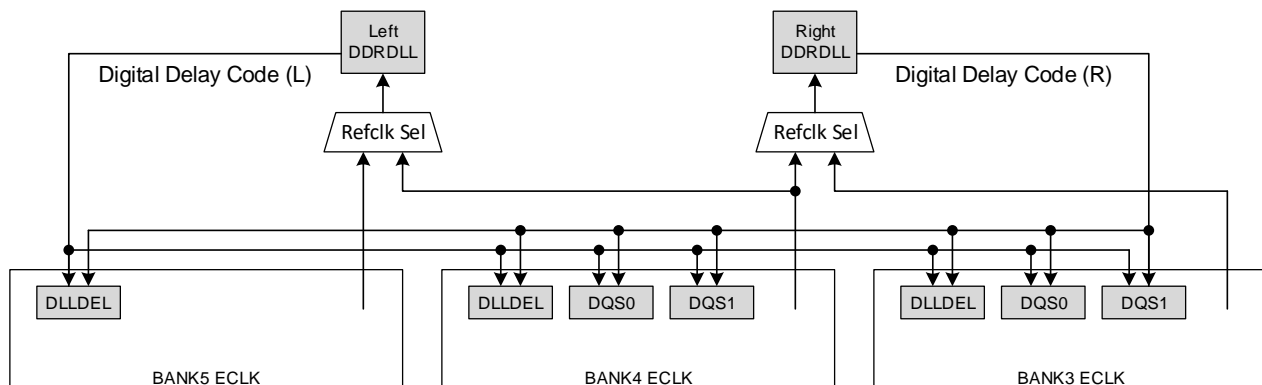 Left
DDRDLL
Right
DDRDLL
Digital Delay Code (L)
Digital Delay Code (R)
Refclk Sel
Refclk Sel
DLLDEL
DLLDEL
DQS0
DQS1
DLLDEL
DQS0
DQS1
BANK5 ECLK
BANK4 ECLK
BANK3 ECLK